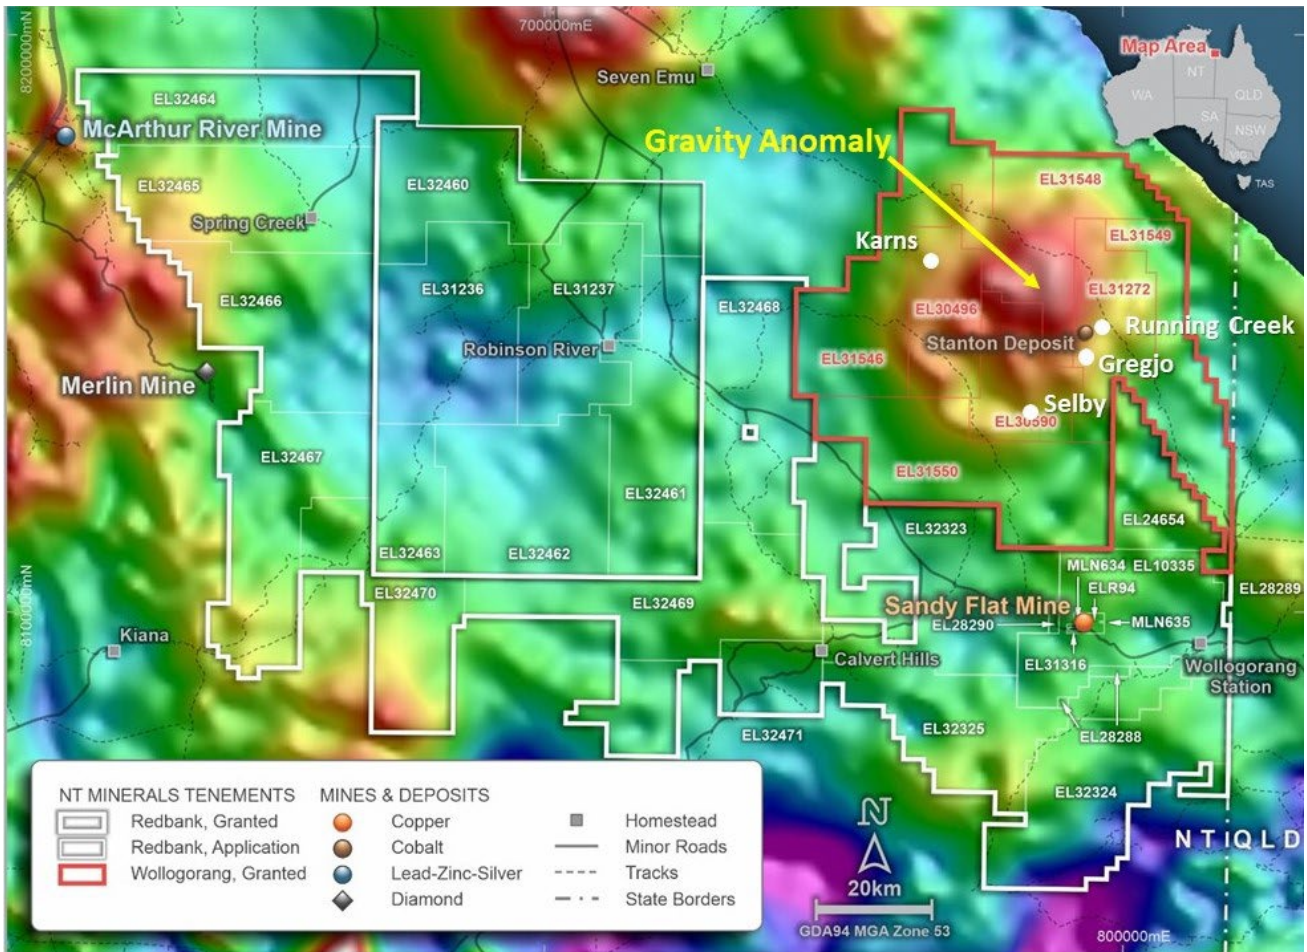 700000mE
8200000mN
Map Area
NT
WA
QLD
SA
NSW
VIC
TAS
Seven Emu
EL32464
McArthur River Mine
Gravity Anomaly
EL32465
EL32460
EL31548
Spring Creek
Karns
EL31549
EL32466
EL31236
EL31237
EL32468
EL31272
EL30496
Running Creek
Stanton Deposit
Robinson River
EL31546
Gregjo
Merlin Mine
Selby
EL30590
EL32467
EL31550
EL32461
EL24654
EL32323
EL32463
EL32462
MLN634
EL10335
ELR94
EL32470
EL32469
EL28289
8100000mN
Sandy Flat Mine
EL28290
MLN635
Kiana
Calvert Hills
EL31316
Wollogorang
Station
EL32325
EL32471
EL28288
EL32324
NT
QLD
N
20km
GDA94 MGA Zone 53
800000mE
NT MINERALS TENEMENTS
Redbank, Granted
Redbank, Application
Wollogorang, Granted
MINES & DEPOSITS
Copper
Cobalt
Lead-Zinc-Silver
Diamond
Homestead
Minor Roads
Tracks
State Borders